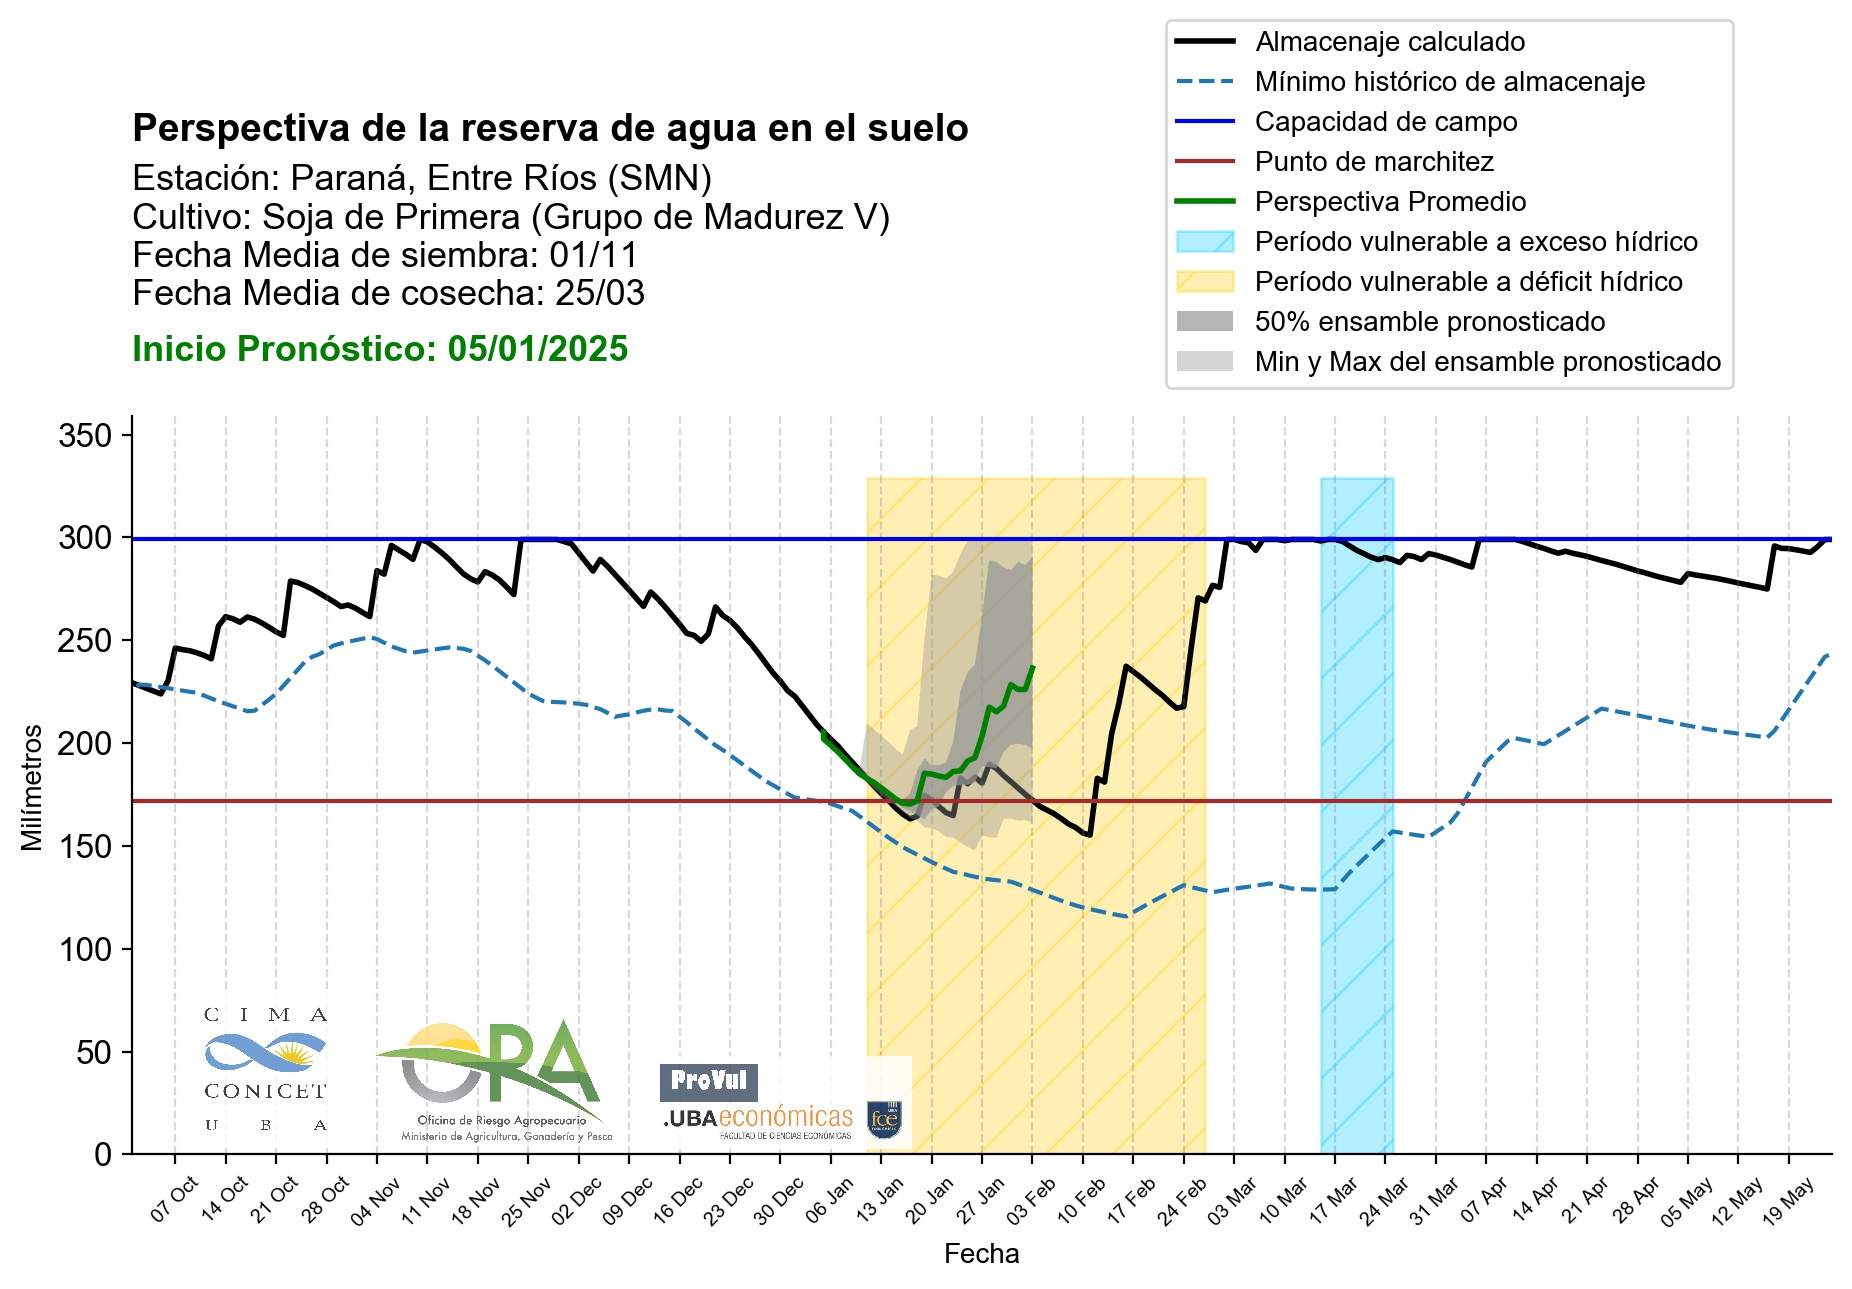 Almacenaje calculado
Mínimo histórico de almacenaje
Capacidad de campo
Punto de marchitez
Perspectiva Promedio
Período vulnerable a exceso hídrico
Período vulnerable a déficit hídrico
50% ensamble pronosticado
Min y Max del ensamble pronosticado
Perspectiva de la reserva de agua en el suelo
Estación: Paraná, Entre Ríos (SMN)
Cultivo: Soja de Primera (Grupo de Madurez V)
Fecha Media de siembra: 01/11
Fecha Media de cosecha: 25/03
Inicio Pronóstico: 05/01/2025
350
300
250
200
150
100
50
0
Milímetros
CIMA
CONICET
UBA
ORA
Oficina de Riesgo Agropecuario
Ministerio de Agricultura, Ganadería y Pesca
ProVul
.UBAeconómicas
FACULTAD DE CIENCIAS ECONÓMICAS
UBA
fce
07 Oct
14 Oct
21 Oct
28 Oct
04 Nov
11 Nov
18 Nov
25 Nov
02 Dec
09 Dec
16 Dec
23 Dec
30 Dec
06 Jan
13 Jan
20 Jan
27 Jan
03 Feb
10 Feb
17 Feb
24 Feb
03 Mar
10 Mar
17 Mar
24 Mar
31 Mar
07 Apr
14 Apr
21 Apr
28 Apr
05 May
12 May
19 May
Fecha